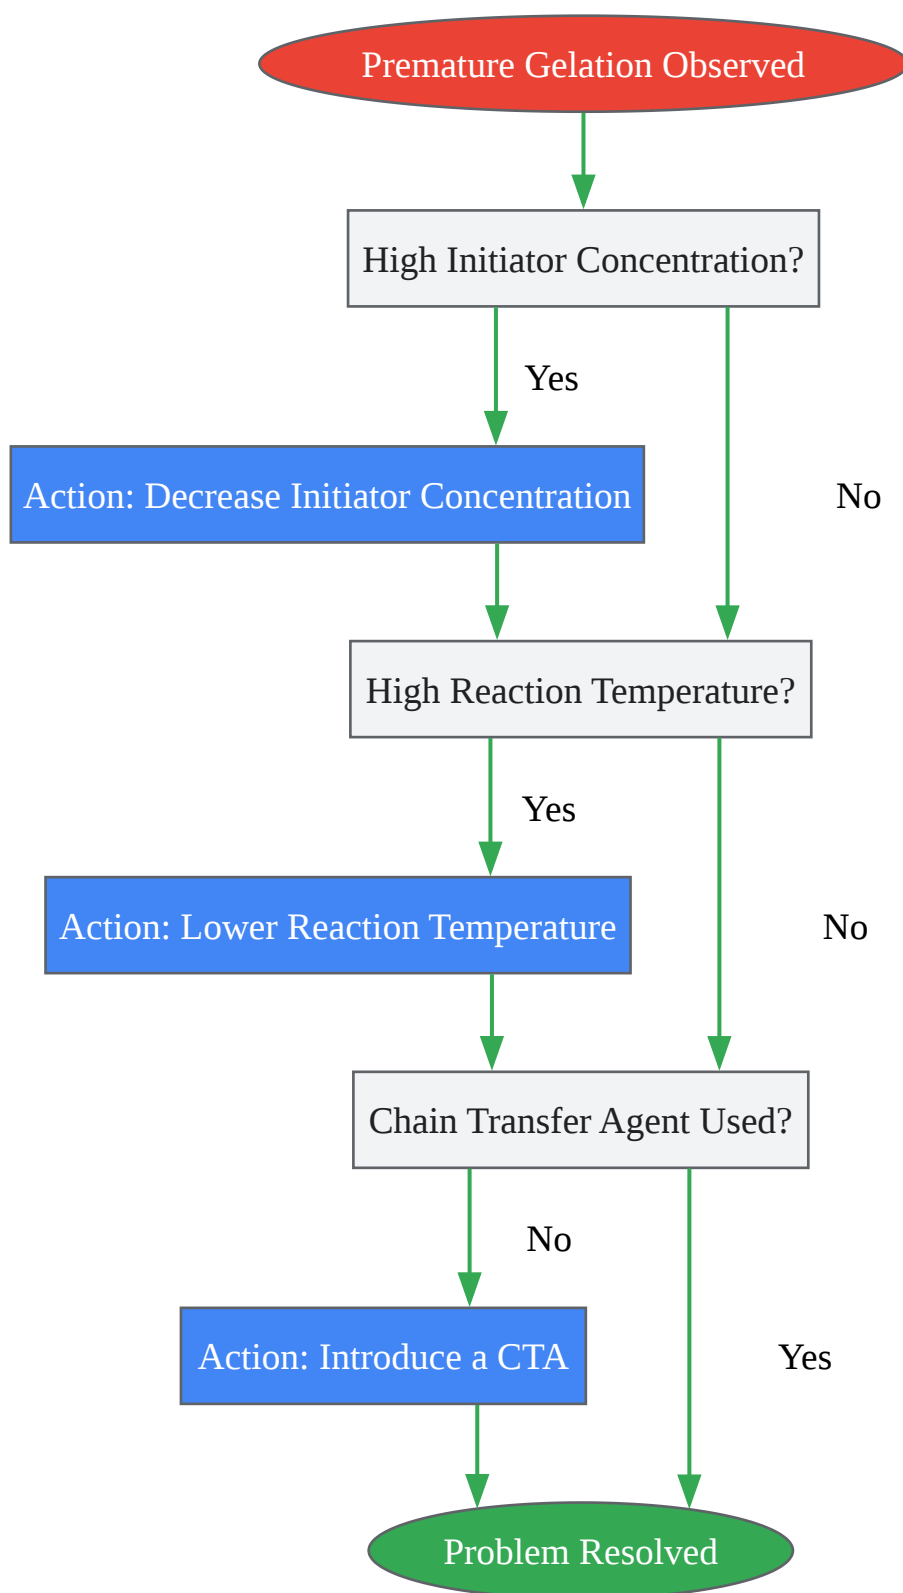 Premature Gelation Observed
High Initiator Concentration?
Yes
Action: Decrease Initiator Concentration
No
High Reaction Temperature?
Yes
Action: Lower Reaction Temperature
No
Chain Transfer Agent Used?
No
Action: Introduce a CTA
Yes
Problem Resolved